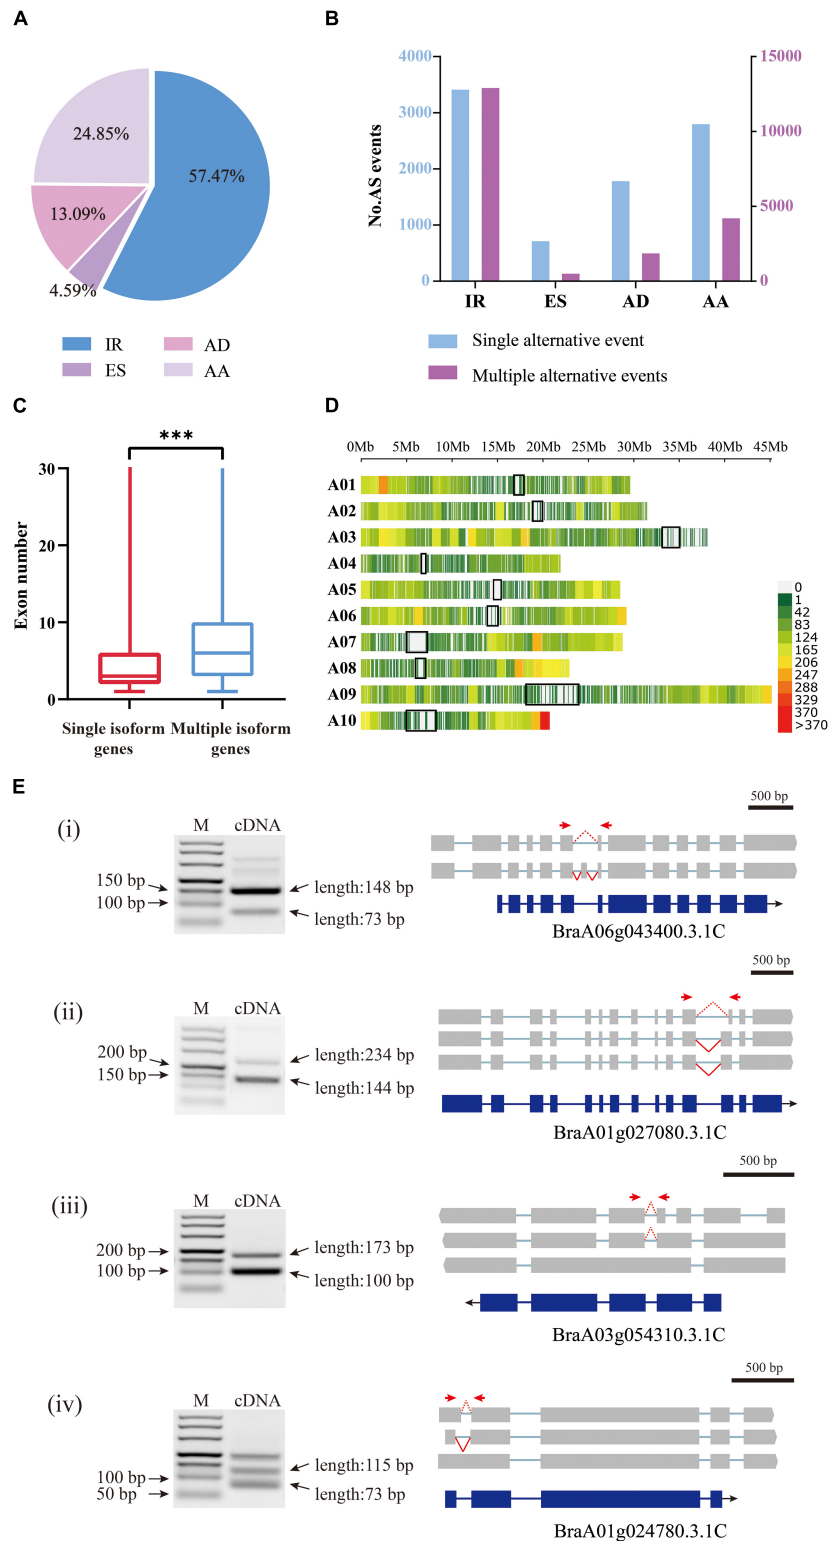 A
24.85%
57.47%
13.09%
4.59%
IR
AD
ES
AA
B
4000
3000
2000
1000
0
No.AS events
15000
10000
5000
0
IR
ES
AD
AA
Single alternative event
Multiple alternative events
C
***
30
20
10
0
Exon number
Single isoform
genes
Multiple isoform
genes
D
0Mb
5Mb
10Mb
15Mb
20Mb
25Mb
30Mb
35Mb
40Mb
45Mb
A01
A02
A03
A04
A05
A06
A07
A08
A09
A10
0
1
42
83
124
165
206
247
288
329
370
>370
E
(i)
M
cDNA
150 bp
100 bp
length:148 bp
length:73 bp
500 bp
BraA06g043400.3.1C
(ii)
M
cDNA
200 bp
150 bp
length:234 bp
length:144 bp
500 bp
BraA01g027080.3.1C
(iii)
M
cDNA
200 bp
100 bp
length:173 bp
length:100 bp
500 bp
BraA03g054310.3.1C
(iv)
M
cDNA
100 bp
50 bp
length:115 bp
length:73 bp
500 bp
BraA01g024780.3.1C